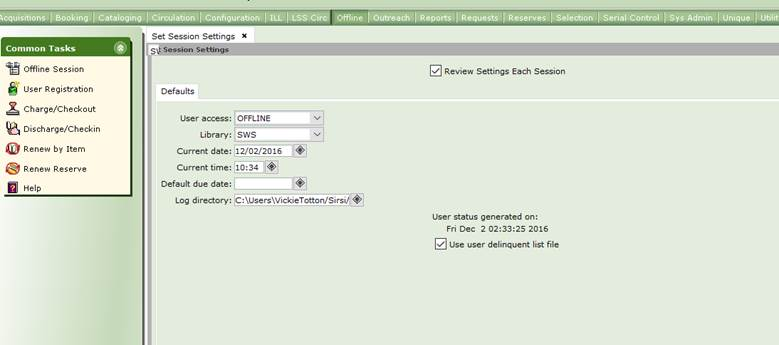 Acquisitions Booking Cataloging Circulation Configuration: ILL LSS Circ Offline Outreach Reports Requests Reserves Selection Serial Control Sys Admin Unique
Common Tasks
Offline Session
User Registration
Charge/Checkout
Discharge/Checkin
Renew by Item
Renew Reserve
Help
Set Session Settings ×
: Session Settings
Review Settings Each Session
Defaults
User access: OFFLINE
Library: SWS
Current date: 12/02/2016
Current time: 10:34
Default due date:
Log directory: C:\Users\VickieTotton/Sirsi/
User status generated on:
Fri Dec 2 02:33:25 2016
Use user delinquent list file